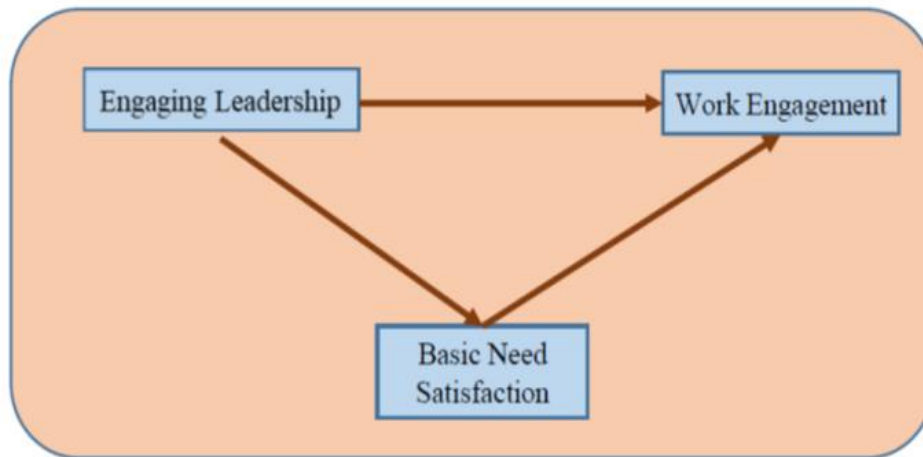 Engaging Leadership
Work Engagement
Basic Need
Satisfaction